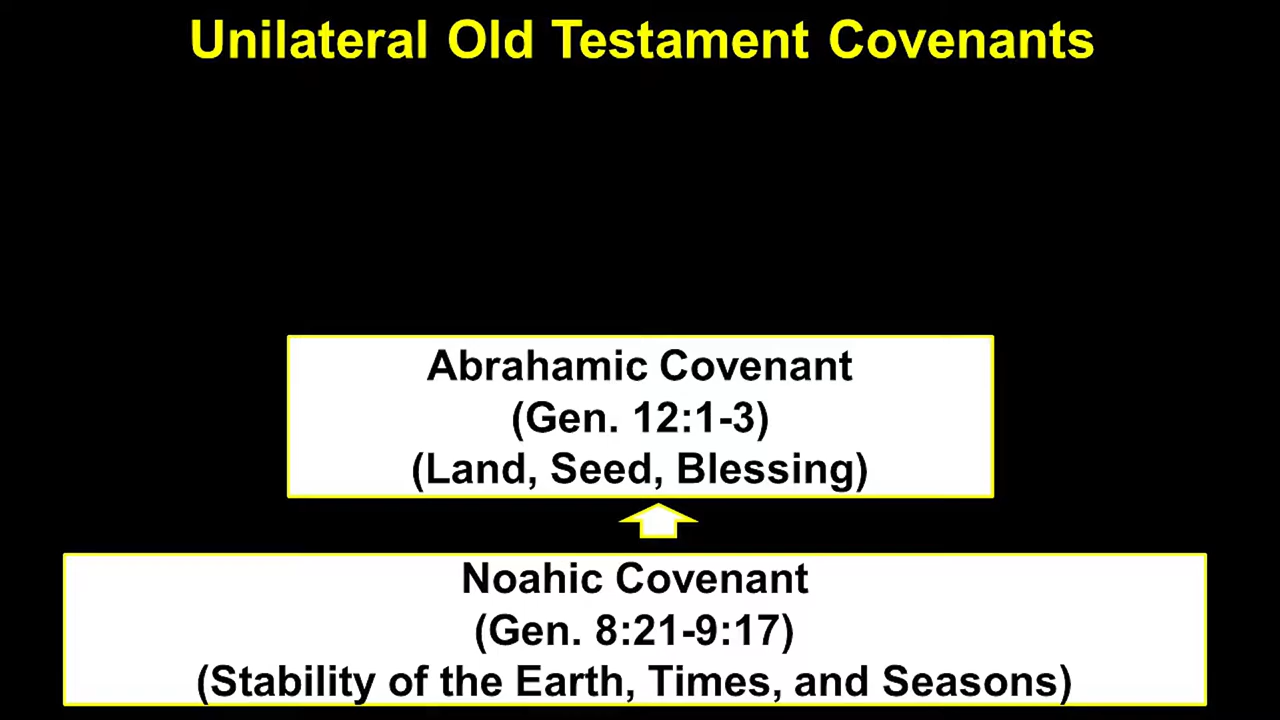 Unilateral Old Testament Covenants
Abrahamic Covenant
(Gen. 12:1-3)
(Land, Seed, Blessing)
Noahic Covenant
(Gen. 8:21-9:17)
(Stability of the Earth, Times, and Seasons)